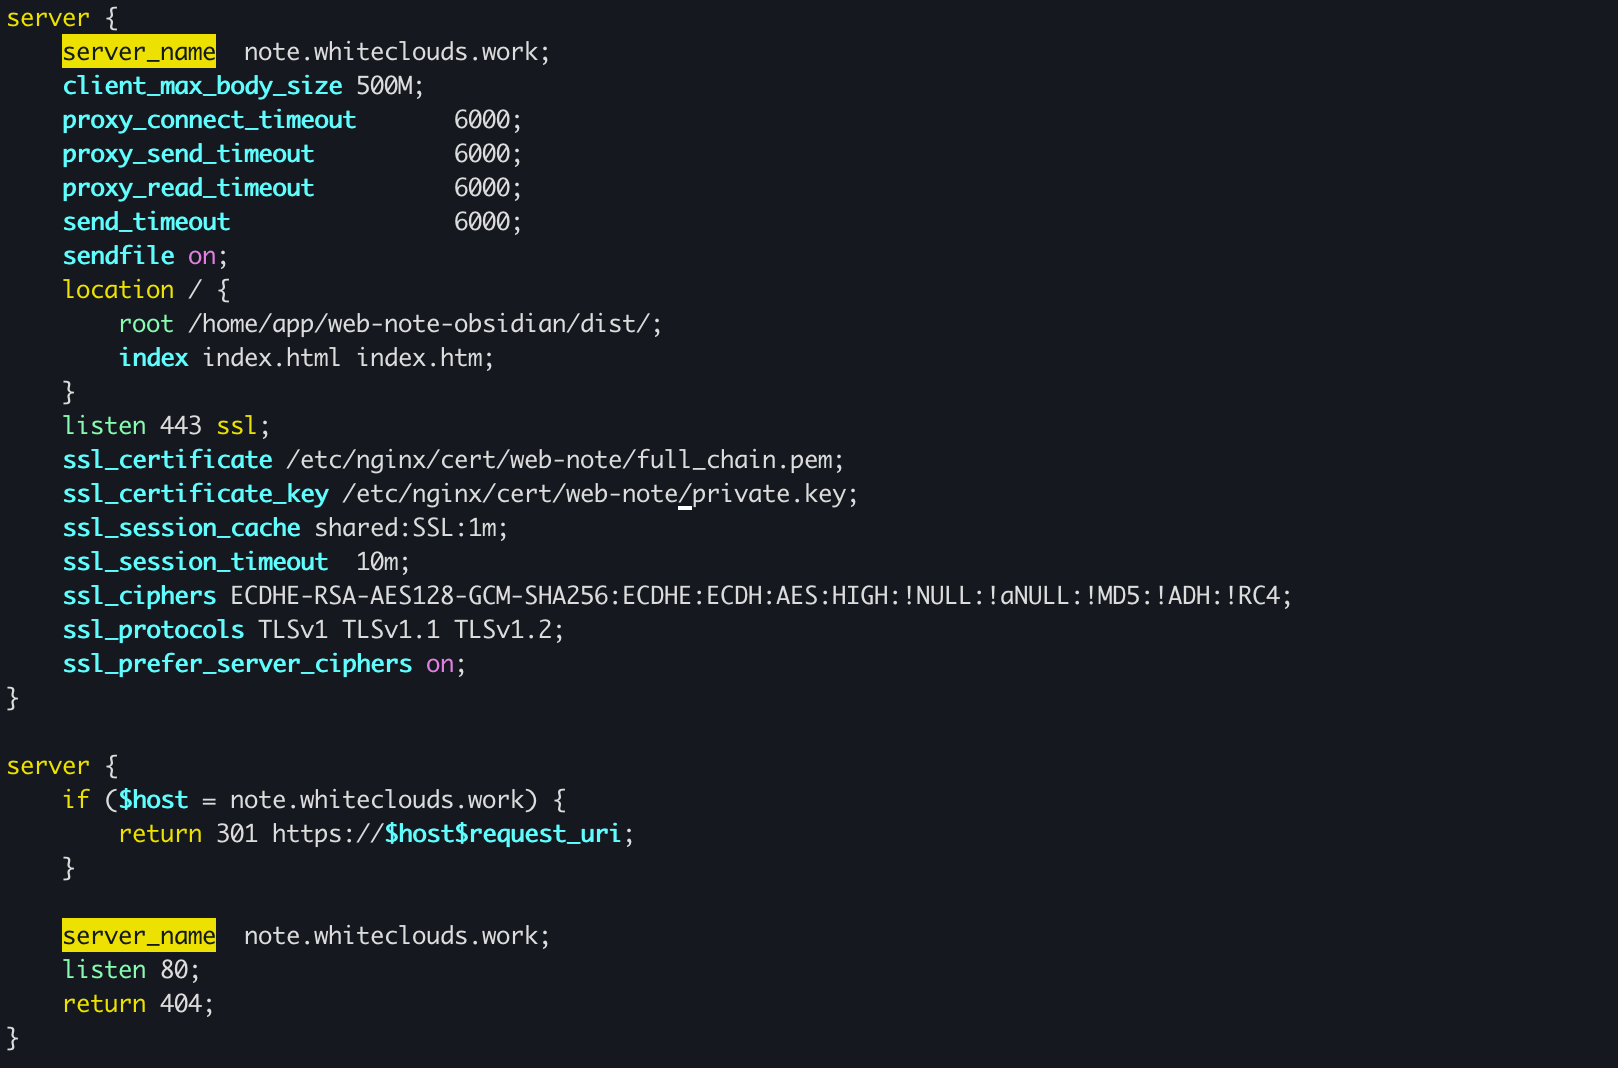 server {
    server_name  note.whiteclouds.work;
    client_max_body_size 500M;
    proxy_connect_timeout       6000;
    proxy_send_timeout          6000;
    proxy_read_timeout          6000;
    send_timeout                6000;
    sendfile on;
    location / {
        root /home/app/web-note-obsidian/dist/;
        index index.html index.htm;
    }
    listen 443 ssl;
    ssl_certificate /etc/nginx/cert/web-note/full_chain.pem;
    ssl_certificate_key /etc/nginx/cert/web-note/private.key;
    ssl_session_cache shared:SSL:1m;
    ssl_session_timeout  10m;
    ssl_ciphers ECDHE-RSA-AES128-GCM-SHA256:ECDHE:ECDH:AES:HIGH:!NULL:!aNULL:!MD5:!ADH:!RC4;
    ssl_protocols TLSv1 TLSv1.1 TLSv1.2;
    ssl_prefer_server_ciphers on;
}

server {
    if ($host = note.whiteclouds.work) {
        return 301 https://$host$request_uri;
    }

    server_name  note.whiteclouds.work;
    listen 80;
    return 404;
}